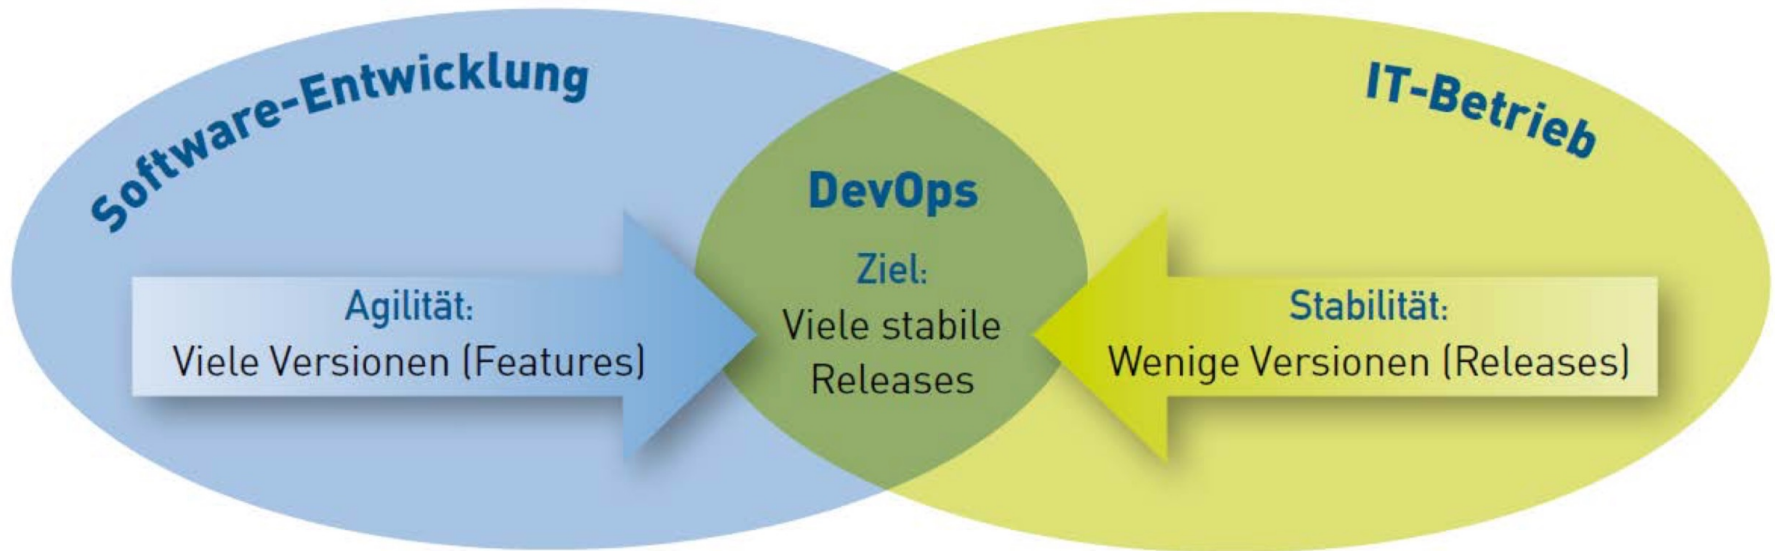 Software-Entwicklung
IT-Betrieb
DevOps
Ziel:
Viele stabile
Releases
Agilität:
Viele Versionen (Features)
Stabilität:
Wenige Versionen (Releases)